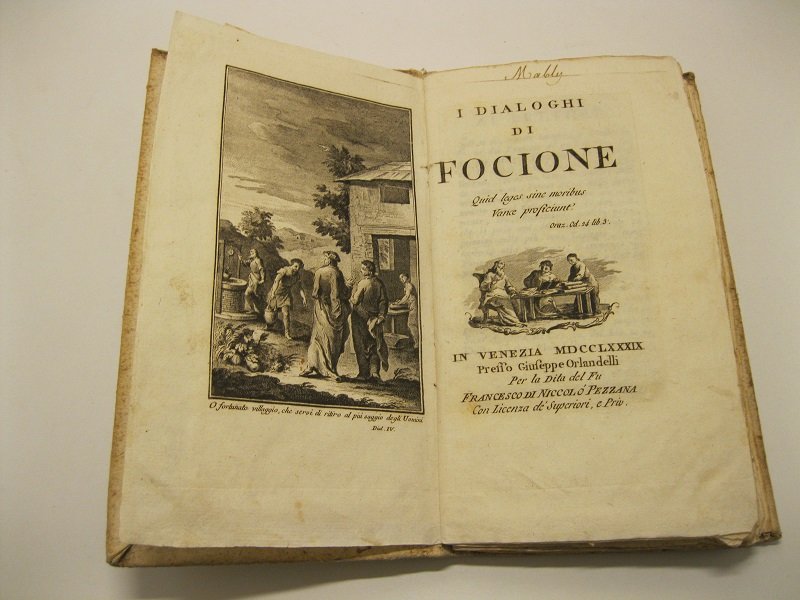 O fortunato villaggio, che servi di ritiro al più saggio degli Uomini
Dial. IV.
Mably
I DIALOGHI
DI
FOCIONE
Quid leges sine moribus
Vanæ proficiunt
Oraz. Od. 24 lib. 3.
IN VENEZIA MDCCLXXXIX.
Presso Giuseppe Orlandelli
Per la Dita del Fu
FRANCESCO DI NICCOLÒ PEZZANA
Con Licenza de' Superiori, e Priv.